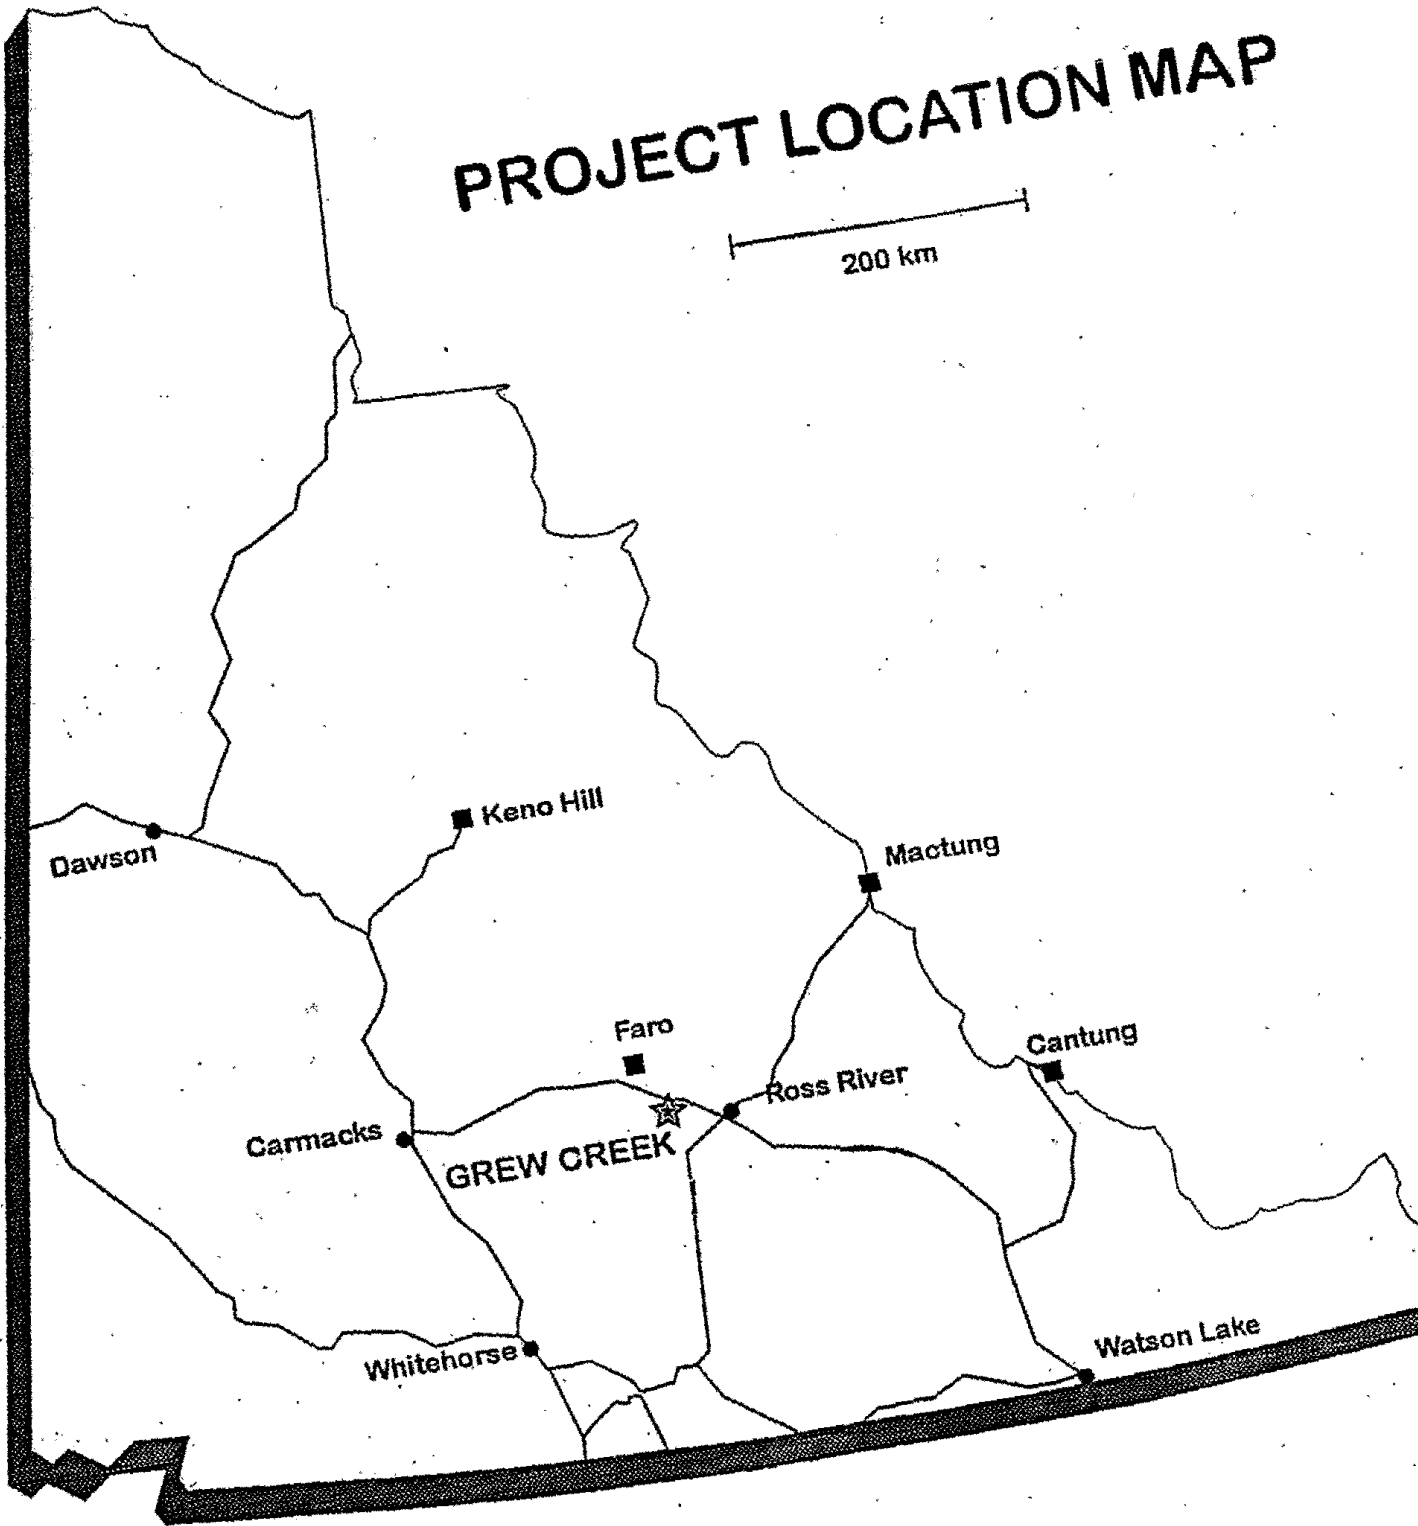 PROJECT LOCATION MAP
200 km
Keno Hill
Dawson
Mactung
Faro
Cantung
Ross River
Carmacks
GREW CREEK
Watson Lake
Whitehorse